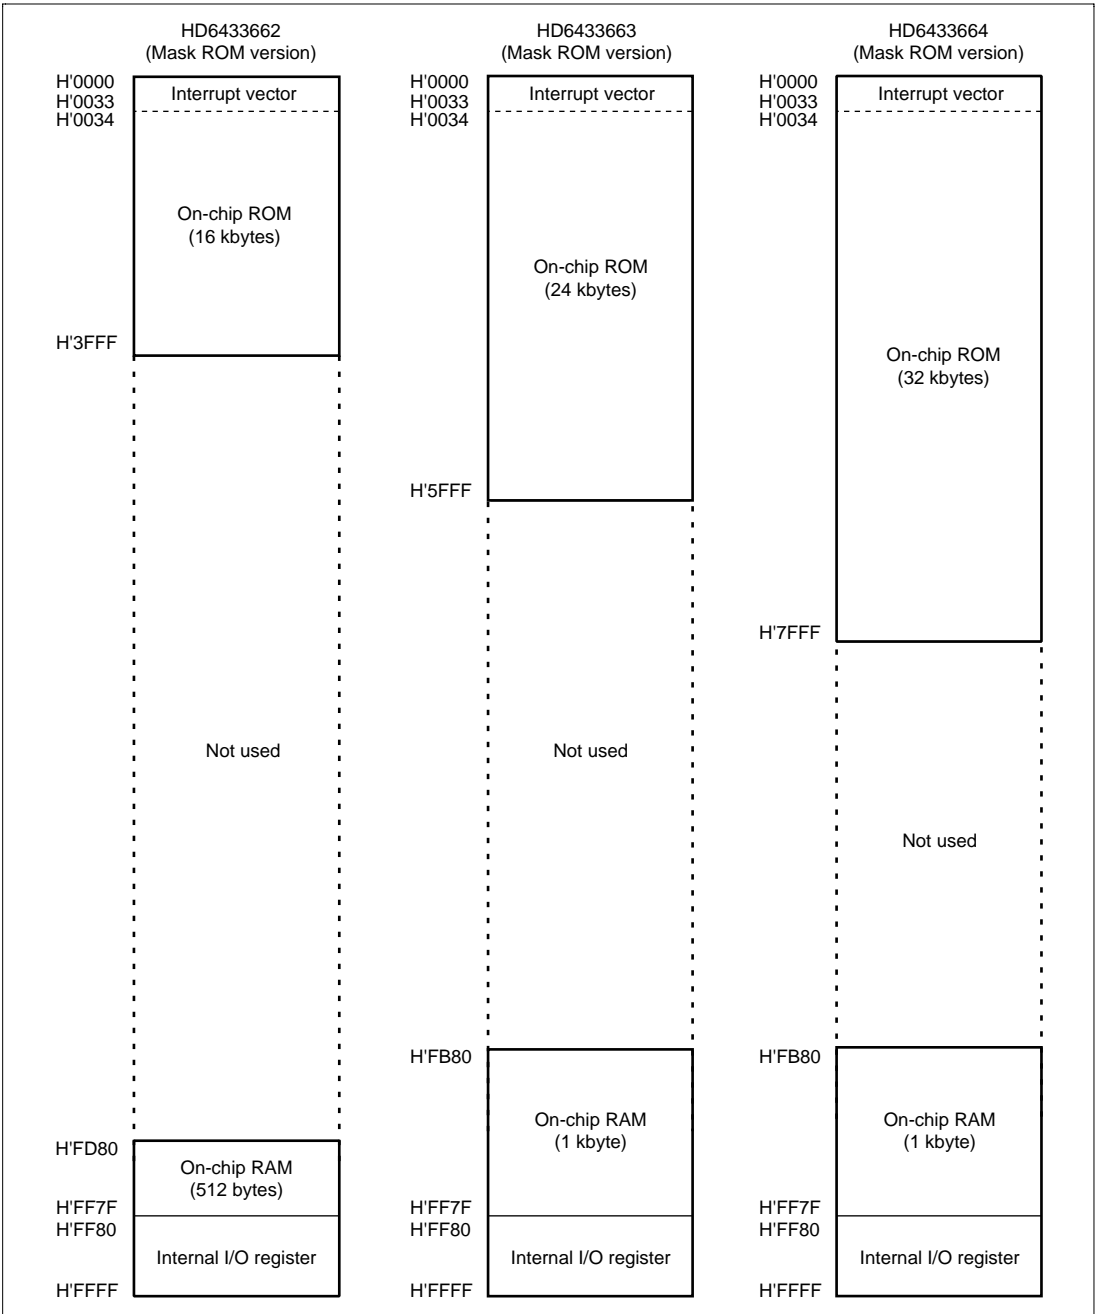 HD6433662
(Mask ROM version)
H'0000
H'0033
H'0034
Interrupt vector
On-chip ROM
(16 kbytes)
H'3FFF
Not used
H'FD80
On-chip RAM
(512 bytes)
H'FF7F
H'FF80
Internal I/O register
H'FFFF
HD6433663
(Mask ROM version)
H'0000
H'0033
H'0034
Interrupt vector
On-chip ROM
(24 kbytes)
H'5FFF
Not used
H'FB80
On-chip RAM
(1 kbyte)
H'FF7F
H'FF80
Internal I/O register
H'FFFF
HD6433664
(Mask ROM version)
H'0000
H'0033
H'0034
Interrupt vector
On-chip ROM
(32 kbytes)
H'7FFF
Not used
H'FB80
On-chip RAM
(1 kbyte)
H'FF7F
H'FF80
Internal I/O register
H'FFFF